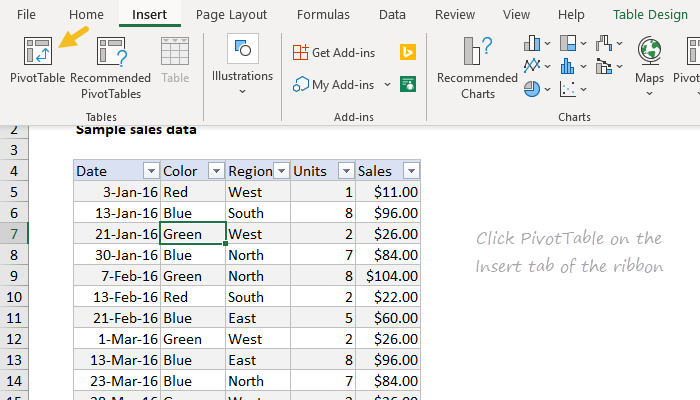 File Home Insert Page Layout Formulas Data Review View Help Table Design
PivotTable Recommended PivotTables Table
Illustrations
Get Add-ins
My Add-ins
Recommended Charts
Maps
Tables Add-ins Charts
2 Sample sales data
3
4 Date Color Region Units Sales
5 3-Jan-16 Red West 1 $11.00
6 13-Jan-16 Blue South 8 $96.00
7 21-Jan-16 Green West 2 $26.00
8 30-Jan-16 Blue North 7 $84.00
9 7-Feb-16 Green North 8 $104.00
10 13-Feb-16 Red South 2 $22.00
11 21-Feb-16 Blue East 5 $60.00
12 1-Mar-16 Green West 2 $26.00
13 13-Mar-16 Blue East 8 $96.00
14 23-Mar-16 Blue North 7 $84.00
Click PivotTable on the
Insert tab of the ribbon